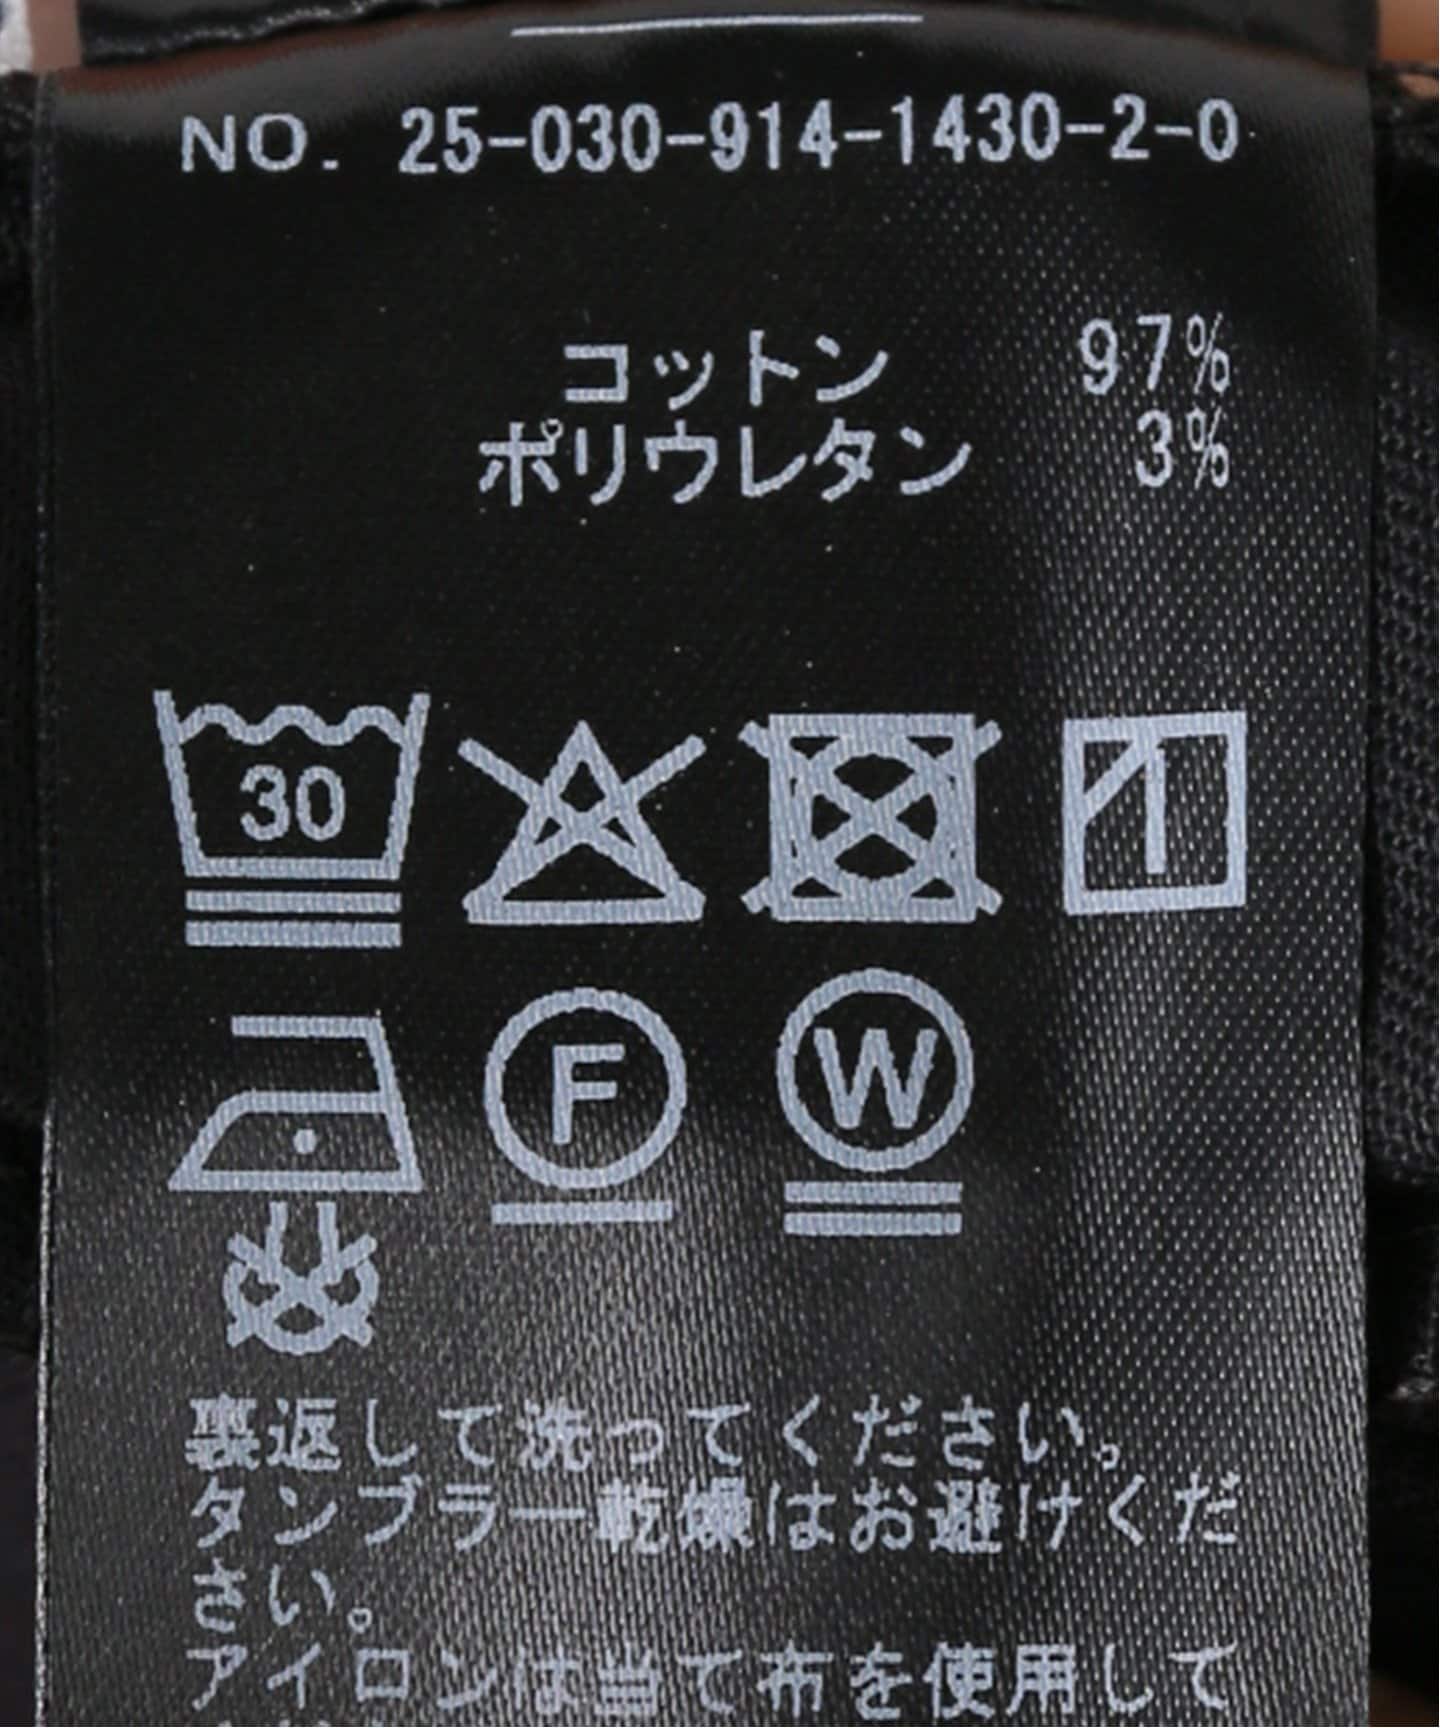 NO. 25-030-914-1430-2-0
コットン 97%
ポリウレタン 3%
30
F
W
裏返して洗ってください。
タンブラー乾燥はお避けくだ
さい。
アイロンは当て布を使用して